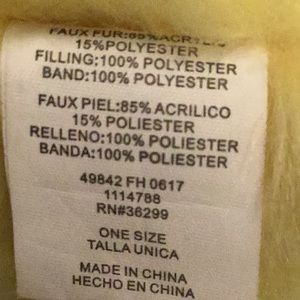 FAUX FUR:85%ACRYLIC
15%POLYESTER
FILLING:100% POLYESTER
BAND:100% POLYESTER
FAUX PIEL:85% ACRILICO
15% POLIESTER
RELLENO:100% POLIESTER
BANDA:100% POLIESTER
49842 FH 0617
1114788
RN#36299
ONE SIZE
TALLA UNICA
MADE IN CHINA
HECHO EN CHINA